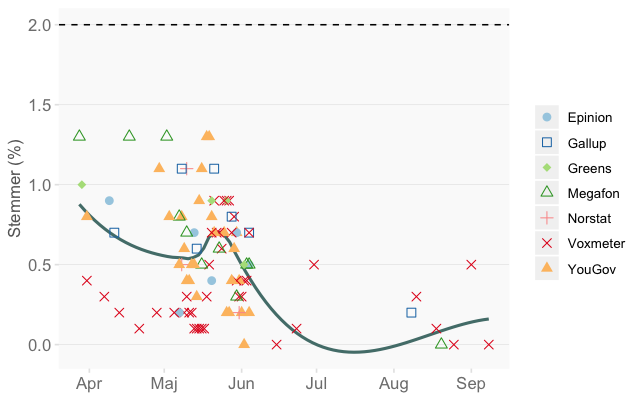 Stemmer (%)
2.0
1.5
1.0
0.5
0.0
Apr Maj Jun Jul Aug Sep
Epinion
Gallup
Greens
Megafon
Norstat
Voxmeter
YouGov